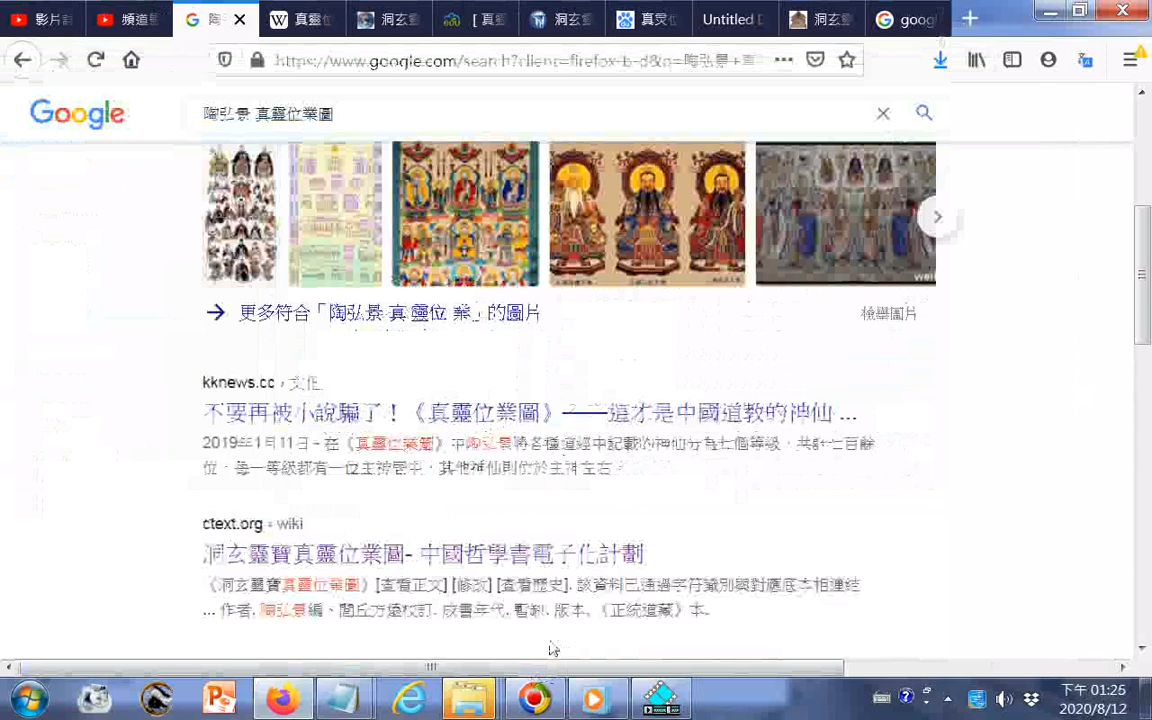 影片
頻道
陶
真靈位
洞玄靈
[ 真
洞玄
真灵位
Untitled
洞玄靈
goog
https://www.google.com/search?client=firefox-b-d&q=陶弘景+真
Google
陶弘景 真靈位業圖
更多符合「陶弘景 真 靈位 業」的圖片
檢舉圖片
kknews.cc › 文化
不要再被小說騙了！《真靈位業圖》——這才是中國道教的神仙 ...
2019年1月11日 - 在《真靈位業圖》中陶弘景將各種道經中記載的神仙分為七個等級，共計七百餘
位，每一等級都有一位主神居中，其他神仙則位於主神左右
ctext.org › wiki
洞玄靈寶真靈位業圖- 中國哲學書電子化計劃
《洞玄靈寶真靈位業圖》[查看正文] [修改] [查看歷史]. 該資料已通過字符識別與對應底本相連結
... 作者, 陶弘景編、閭丘方遠校訂. 成書年代, 暫缺. 版本, 《正統道藏》本.
下午 01:25
2020/8/12